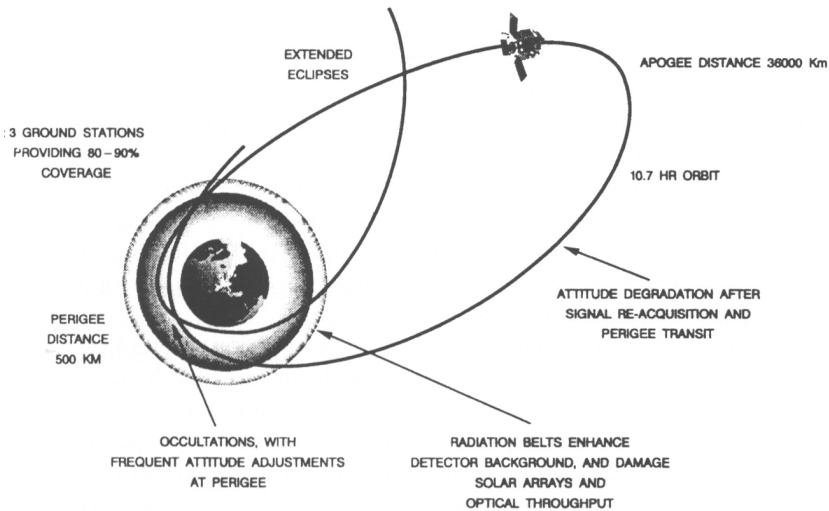 EXTENDED
ECLIPSES
APOGEE DISTANCE 36000 Km
: 3 GROUND STATIONS
PROVIDING 80-90%
COVERAGE
10.7 HR ORBIT
ATTITUDE DEGRADATION AFTER
SIGNAL RE-ACQUISITION AND
PERIGEE TRANSIT
PERIGEE
DISTANCE
500 KM
OCCULTATIONS, WITH
FREQUENT ATTITUDE ADJUSTMENTS
AT PERIGEE
RADIATION BELTS ENHANCE
DETECTOR BACKGROUND, AND DAMAGE
SOLAR ARRAYS AND
OPTICAL THROUGHPUT